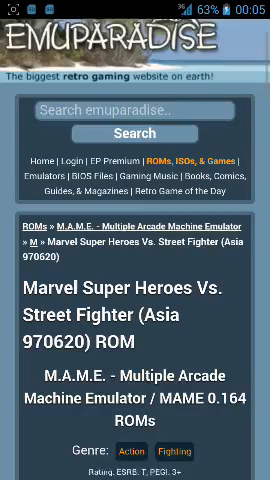 3G 63% 00:05
EMUPARADISE
The biggest retro gaming website on earth!
Search emuparadise..
Search
Home | Login | EP Premium | ROMs, ISOs, & Games |
Emulators | BIOS Files | Gaming Music | Books, Comics,
Guides, & Magazines | Retro Game of the Day
ROMs » M.A.M.E. - Multiple Arcade Machine Emulator
» M » Marvel Super Heroes Vs. Street Fighter (Asia
970620)
Marvel Super Heroes Vs.
Street Fighter (Asia
970620) ROM
M.A.M.E. - Multiple Arcade
Machine Emulator / MAME 0.164
ROMs
Genre: Action Fighting
Rating: ESRB: T, PEGI: 3+